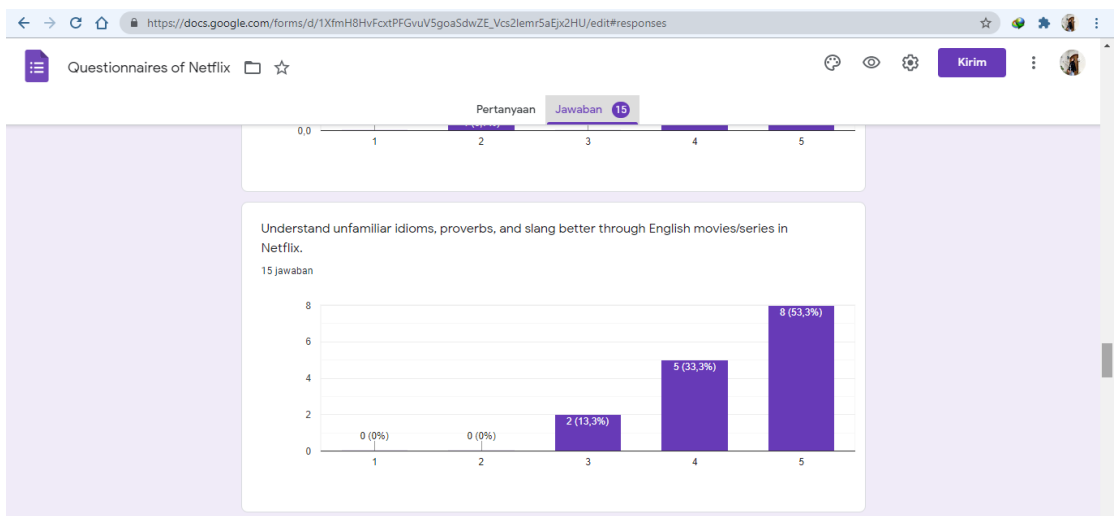 https://docs.google.com/forms/d/1XfmH8HvFcxtPFGvuV5goaSdwZE_Vcs2lemr5aEjx2HU/edit#responses
Questionnaires of Netflix
Kirim
Pertanyaan
Jawaban 15
0,0
1 2 3 4 5
Understand unfamiliar idioms, proverbs, and slang better through English movies/series in
Netflix.
15 jawaban
8
8 (53,3%)
6
5 (33,3%)
4
2
2 (13,3%)
0 (0%) 0 (0%)
0
1 2 3 4 5